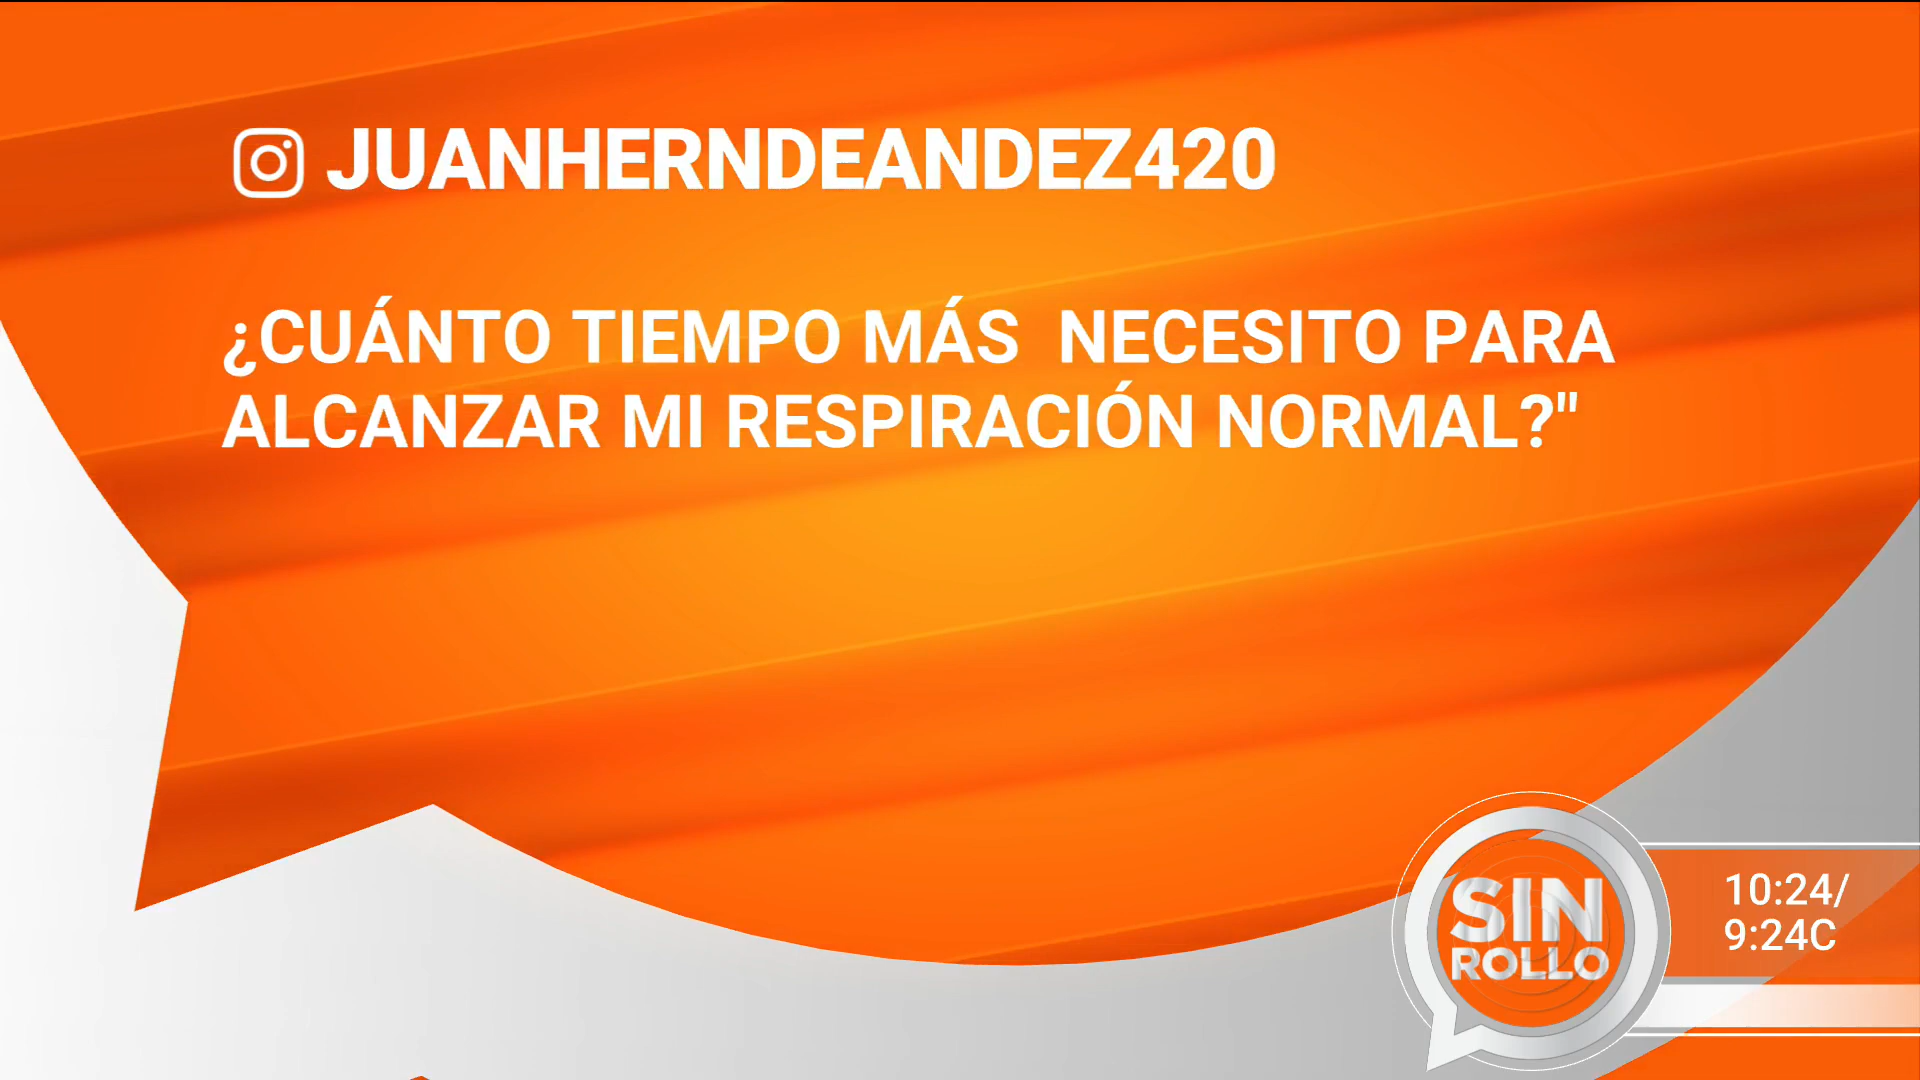 JUANHERNDEANDEZ420
¿CUÁNTO TIEMPO MÁS  NECESITO PARA
ALCANZAR MI RESPIRACIÓN NORMAL?"
SIN
ROLLO
10:24/
9:24C